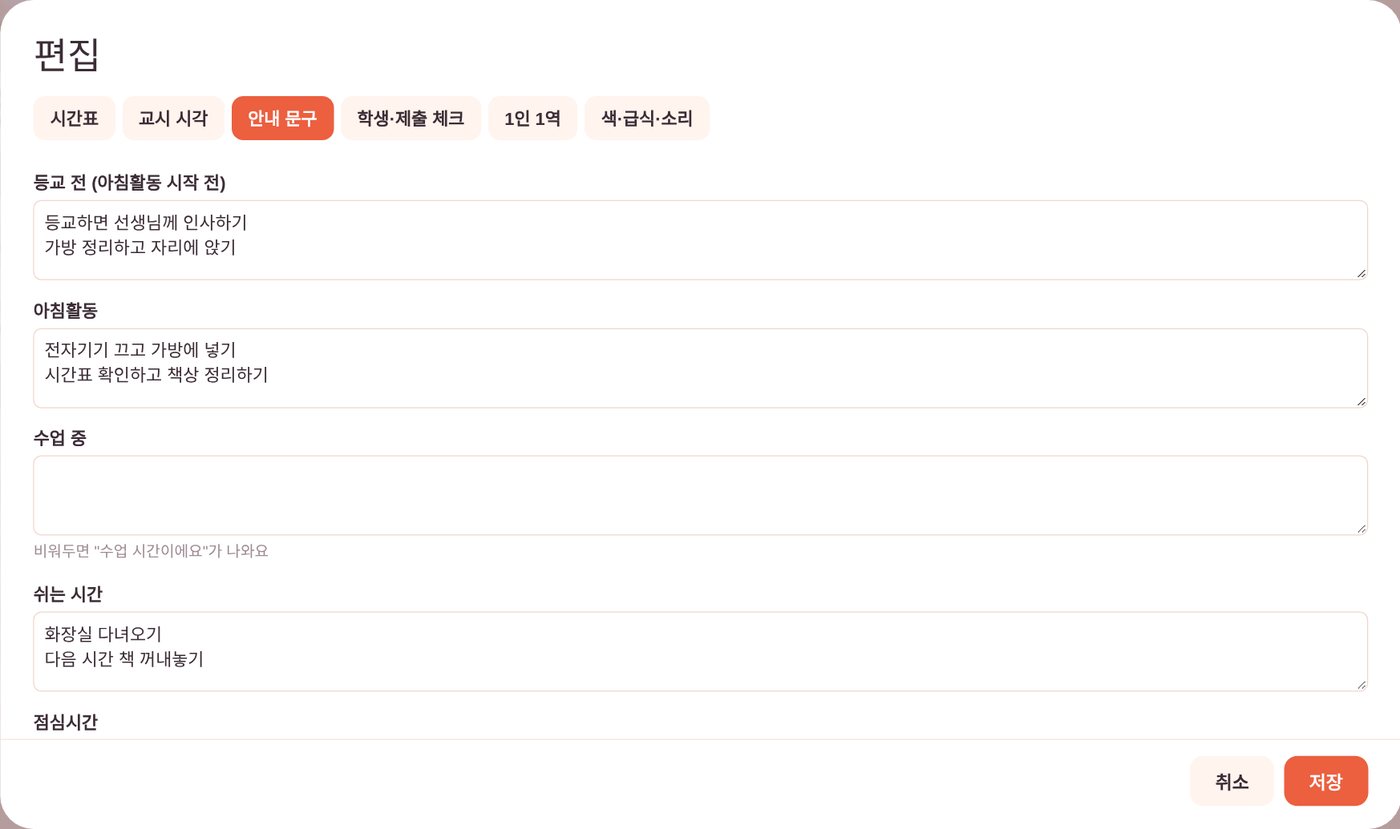 편집
시간표 교시 시각 안내 문구 학생·제출 체크 1인 1역 색·급식·소리
등교 전 (아침활동 시작 전)
등교하면 선생님께 인사하기
가방 정리하고 자리에 앉기
아침활동
전자기기 끄고 가방에 넣기
시간표 확인하고 책상 정리하기
수업 중
비워두면 "수업 시간이에요"가 나와요
쉬는 시간
화장실 다녀오기
다음 시간 책 꺼내놓기
점심시간
취소 저장